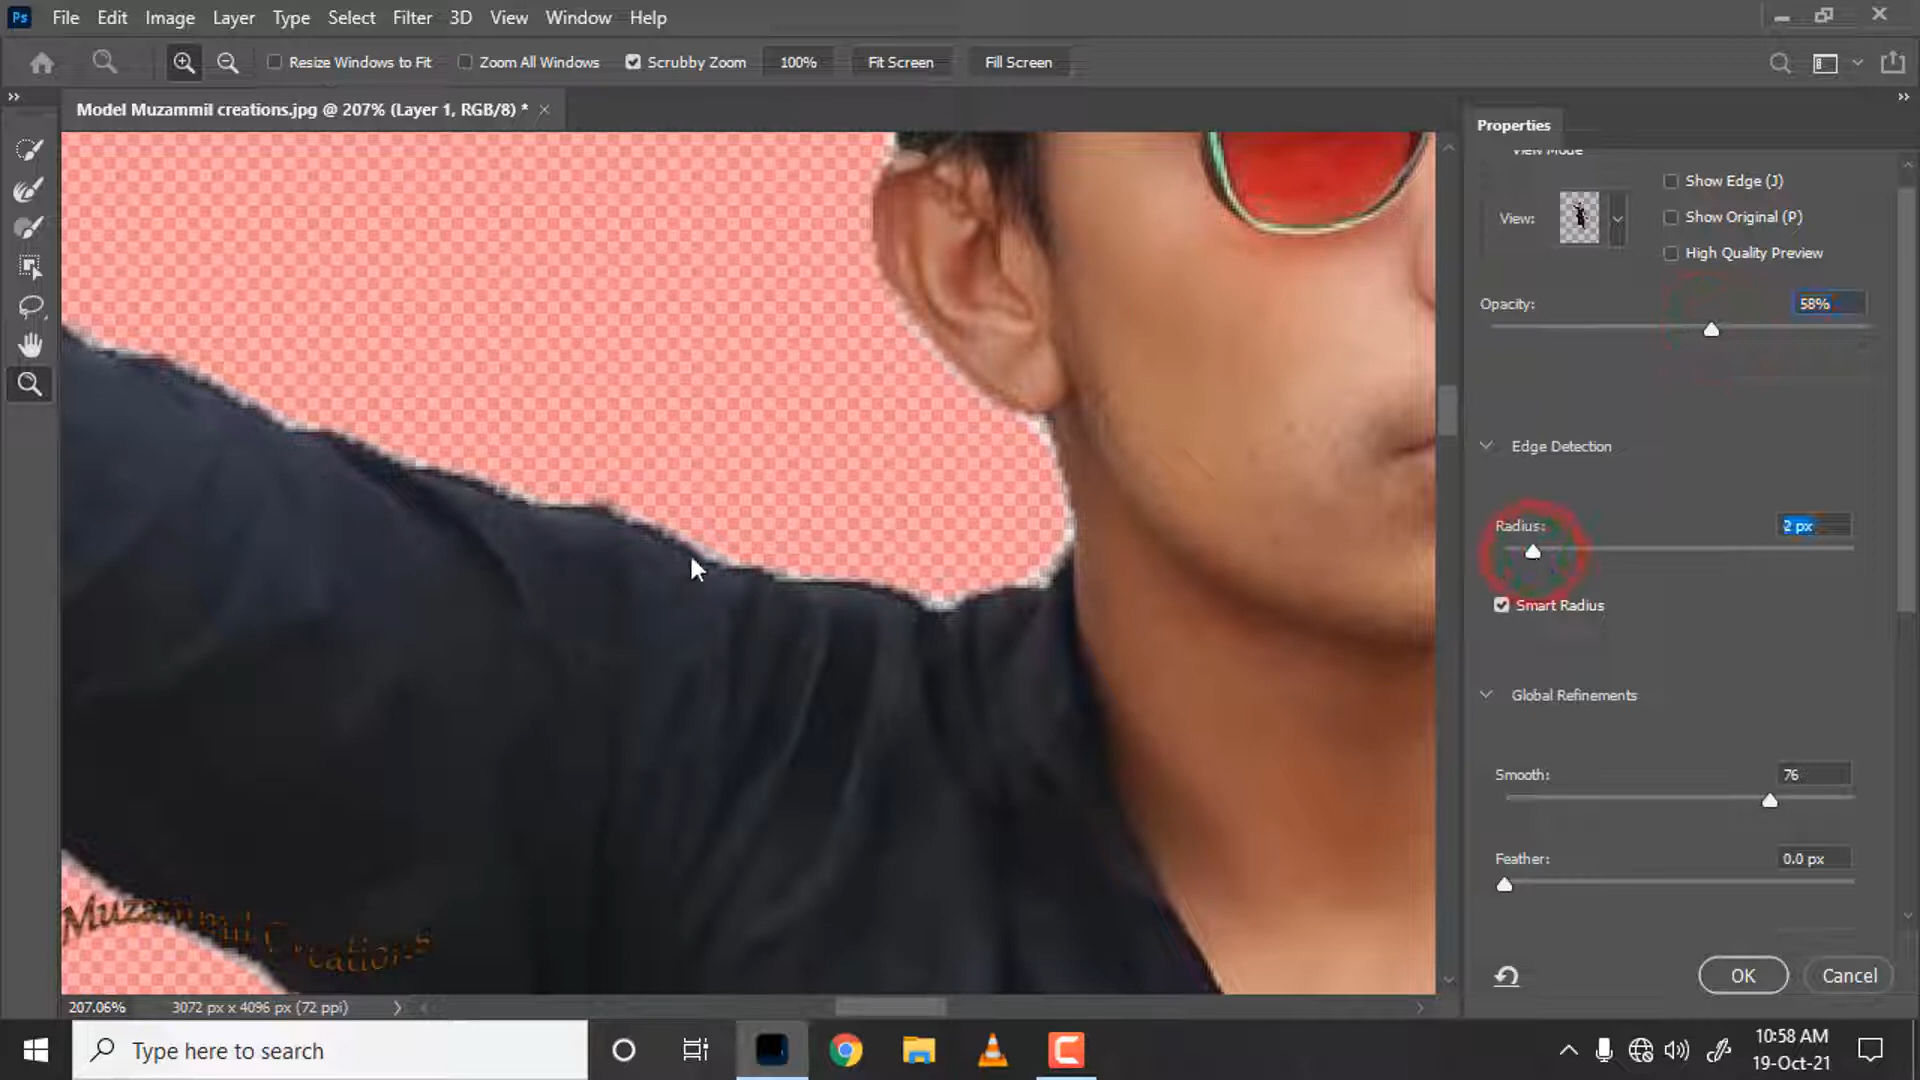 Ps File Edit Image Layer Type Select Filter 3D View Window Help
Resize Windows to Fit Zoom All Windows Scrubby Zoom 100% Fit Screen Fill Screen
Model Muzammil creations.jpg @ 207% (Layer 1, RGB/8) * ×
Properties
View Mode
Show Edge (J)
View: Show Original (P)
High Quality Preview
Opacity: 58%
Edge Detection
Radius: 2 px
Smart Radius
Global Refinements
Smooth: 76
Feather: 0.0 px
Muzammil Creations
OK Cancel
207.06% 3072 px x 4096 px (72 ppi)
Type here to search
10:58 AM
19-Oct-21